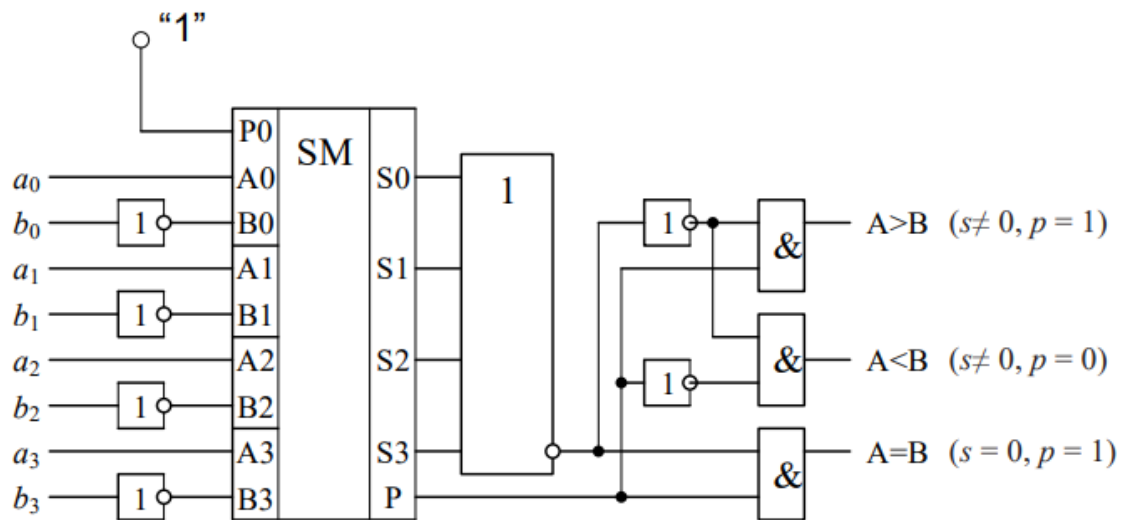 “1”
P0
SM
a₀ A0 S0 1
b₀ 1 B0 1 & A>B (s≠ 0, p = 1)
a₁ A1 S1
b₁ 1 B1
a₂ A2 S2 1 & A<B (s≠ 0, p = 0)
b₂ 1 B2
a₃ A3 S3 & A=B (s = 0, p = 1)
b₃ 1 B3 P